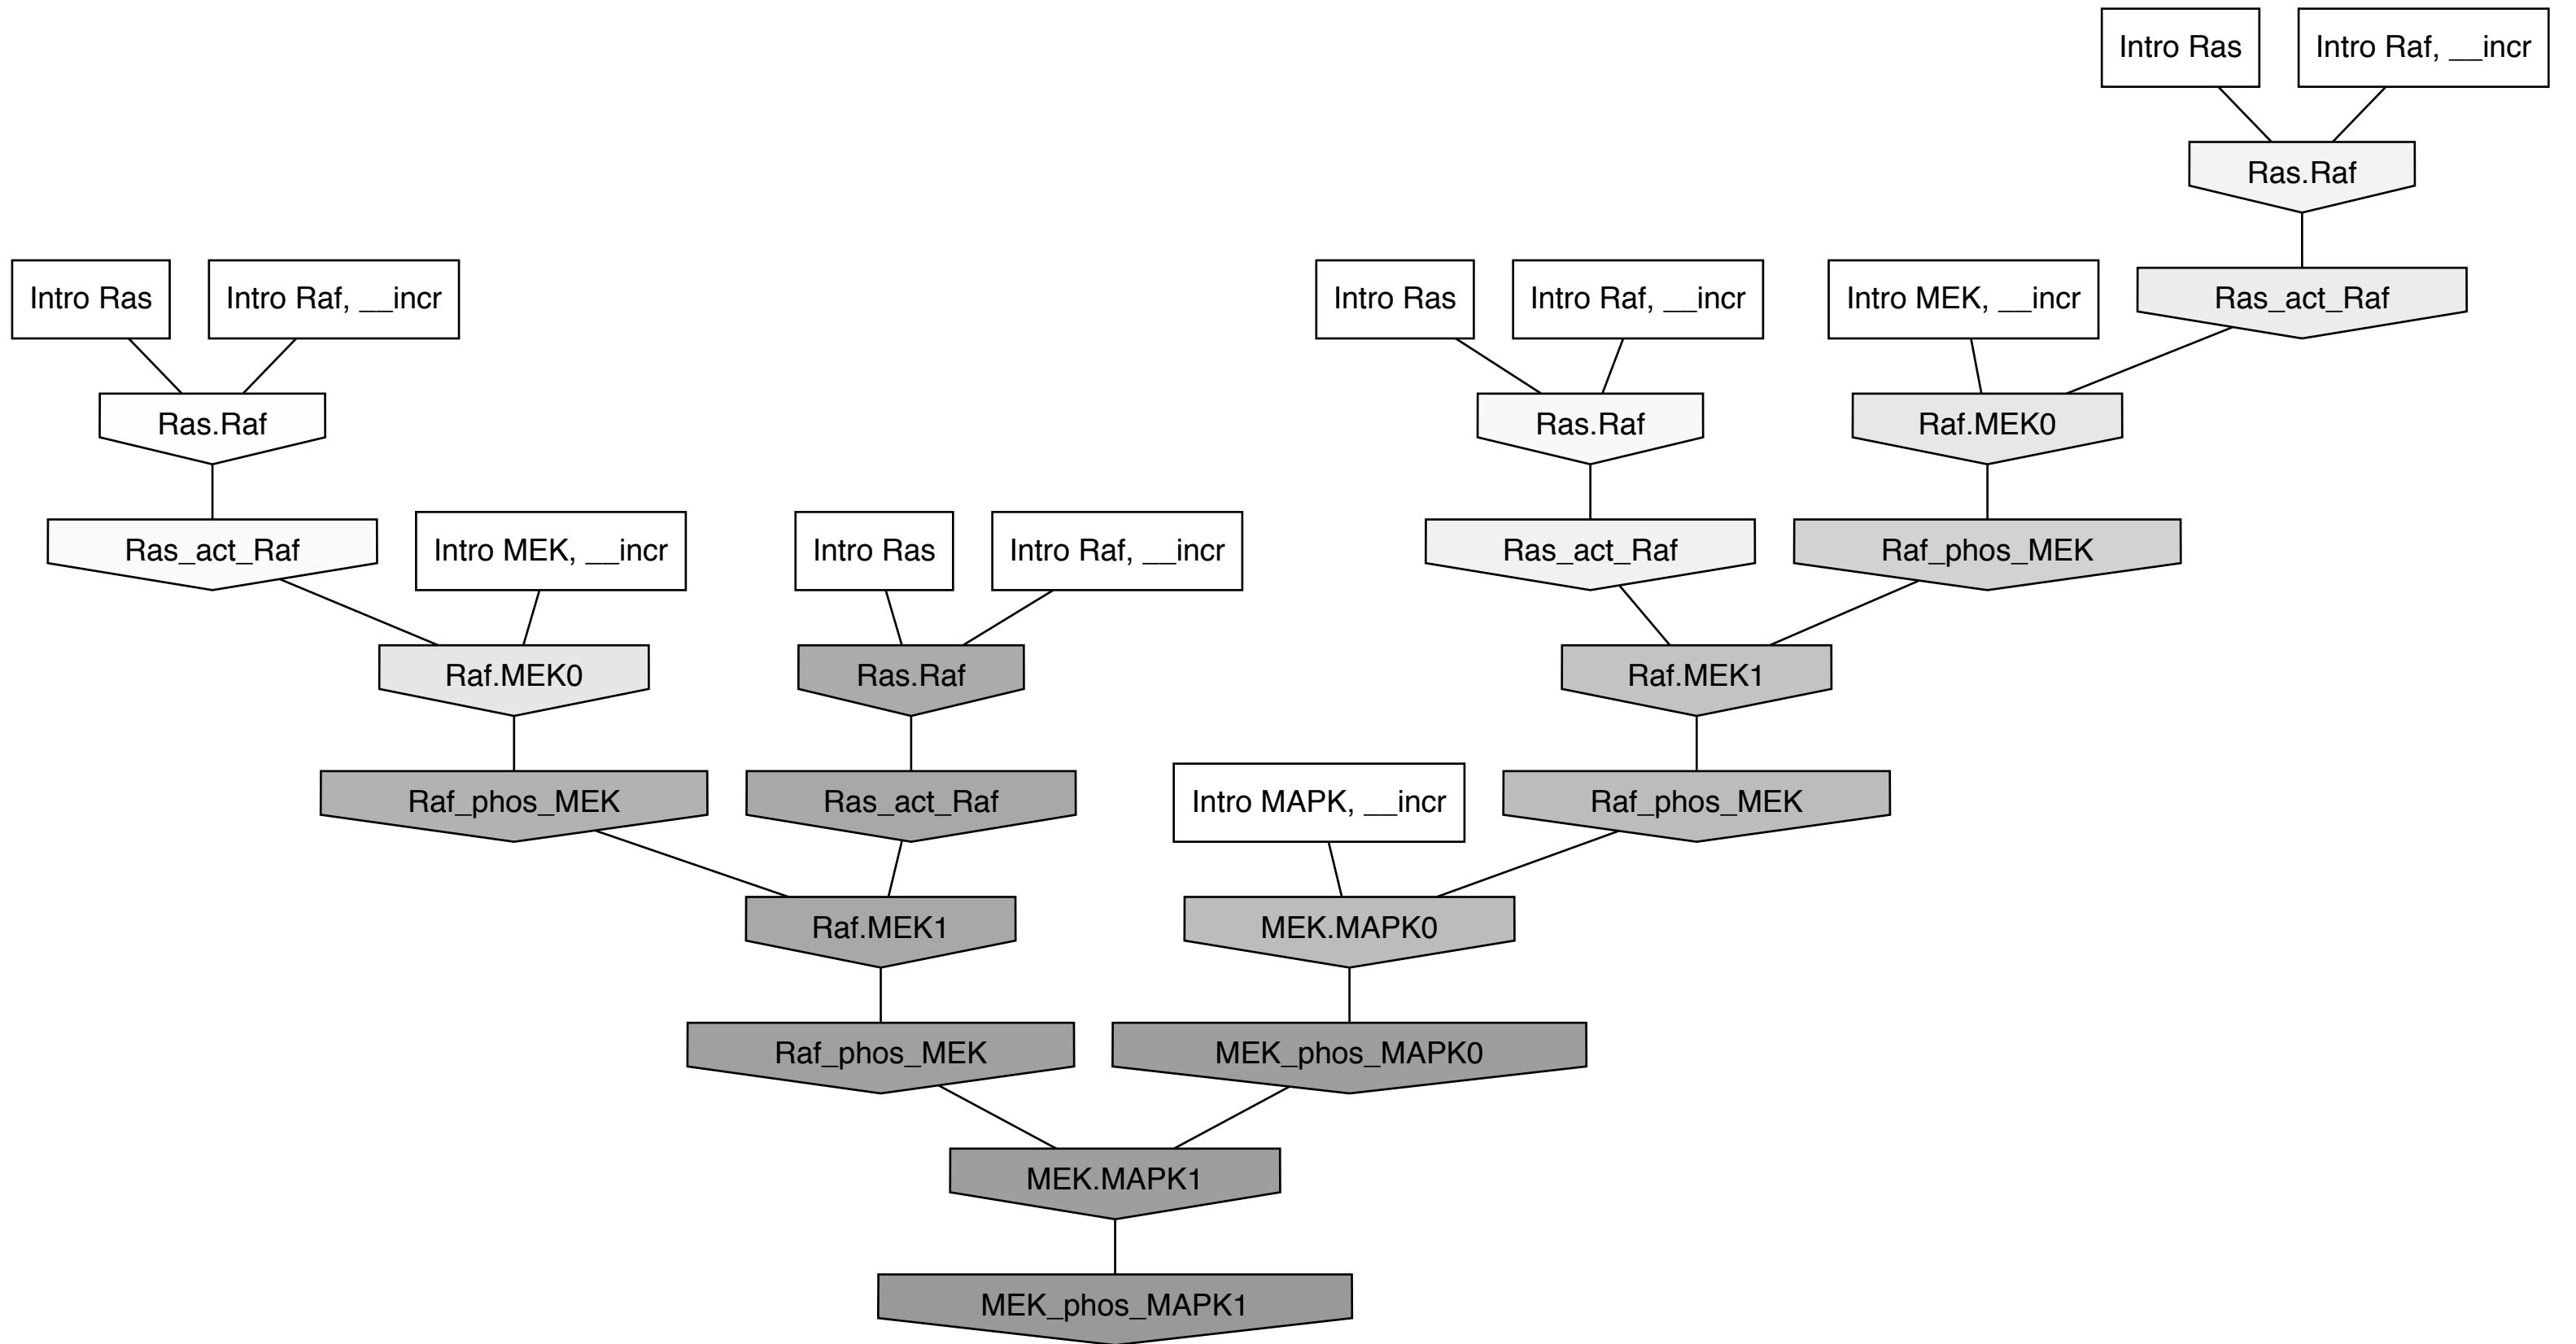 Intro Ras
Intro Raf, __incr
Ras.Raf
Intro Ras
Intro Raf, __incr
Intro Ras
Intro Raf, __incr
Intro MEK, __incr
Ras_act_Raf
Ras.Raf
Ras.Raf
Raf.MEK0
Ras_act_Raf
Intro MEK, __incr
Intro Ras
Intro Raf, __incr
Ras_act_Raf
Raf_phos_MEK
Raf.MEK0
Ras.Raf
Raf.MEK1
Raf_phos_MEK
Ras_act_Raf
Intro MAPK, __incr
Raf_phos_MEK
Raf.MEK1
MEK.MAPK0
Raf_phos_MEK
MEK_phos_MAPK0
MEK.MAPK1
MEK_phos_MAPK1